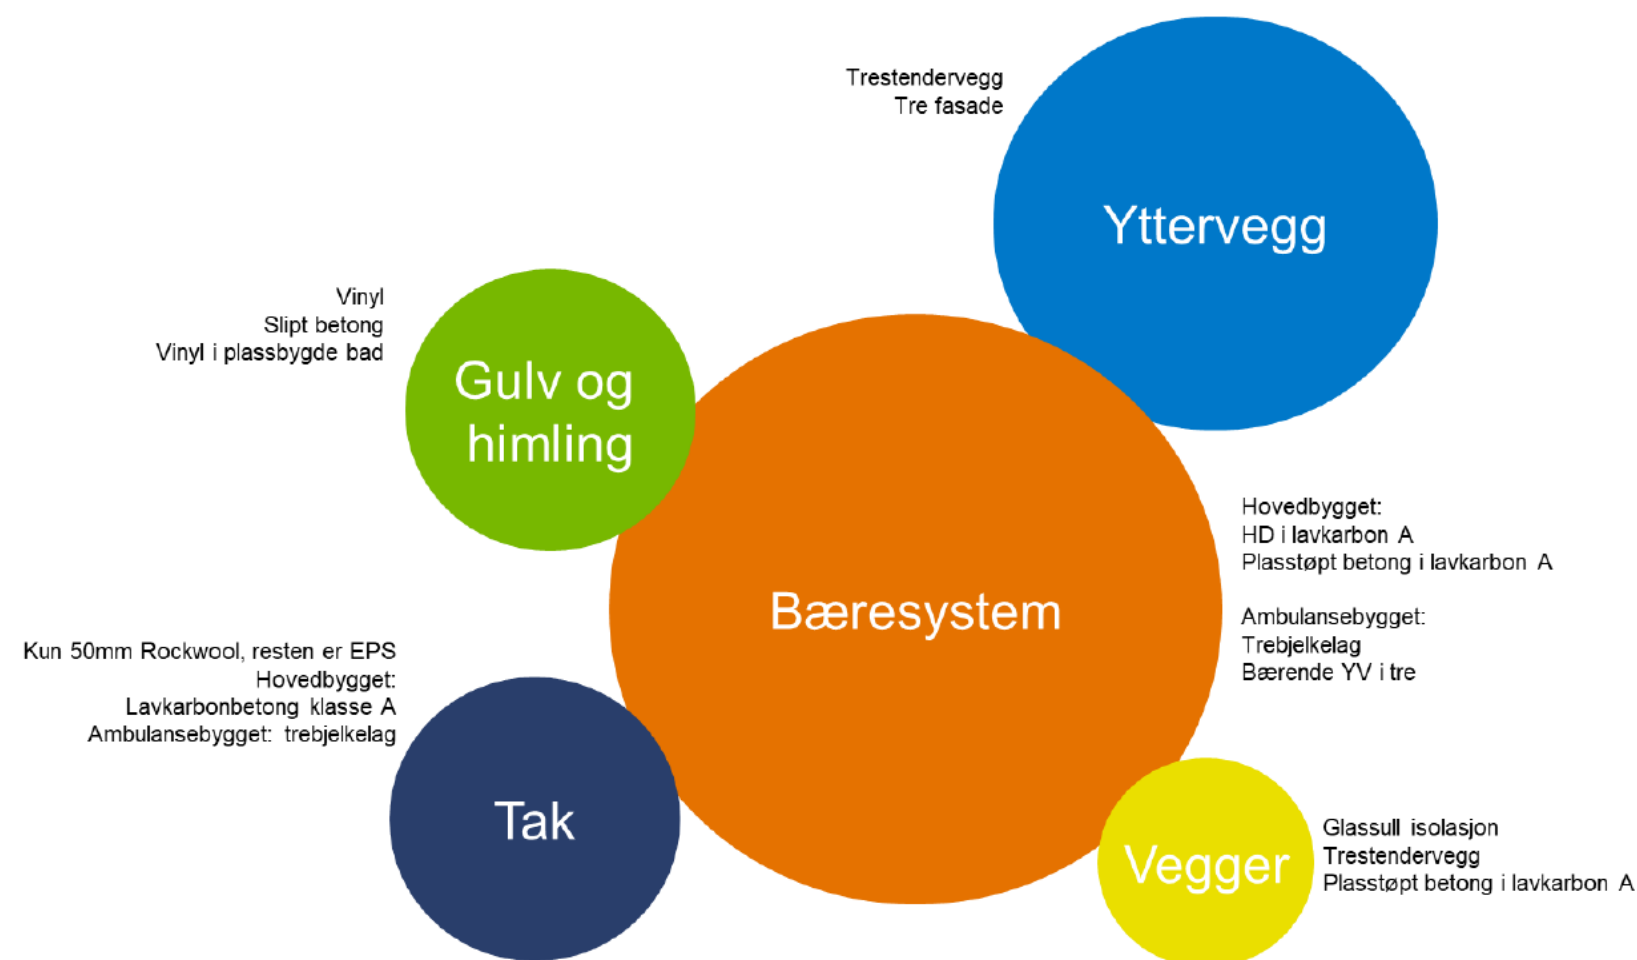 Trestendervegg
Tre fasade
Yttervegg
Vinyl
Slipt betong
Vinyl i plassbygde bad
Gulv og
himling
Hovedbygget:
HD i lavkarbon A
Plasstøpt betong i lavkarbon A
Ambulansebygget:
Trebjelkelag
Bærende YV i tre
Bæresystem
Kun 50mm Rockwool, resten er EPS
Hovedbygget:
Lavkarbonbetong klasse A
Ambulansebygget: trebjelkelag
Tak
Vegger
Glassull isolasjon
Trestendervegg
Plasstøpt betong i lavkarbon A